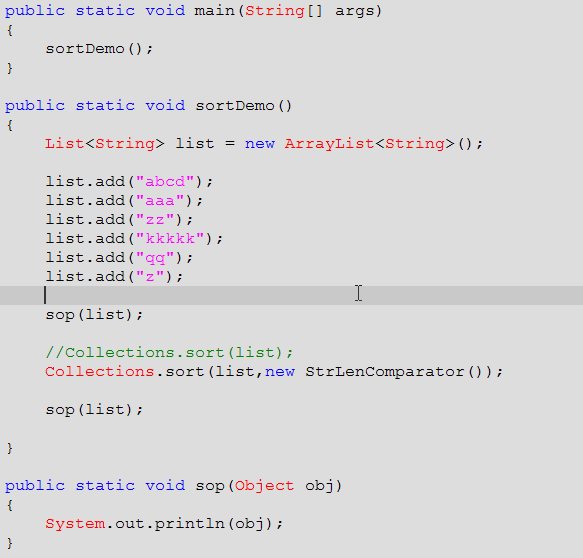 public static void main(String[] args)
{
    sortDemo();
}
public static void sortDemo()
{
    List<String> list = new ArrayList<String>();
    list.add("abcd");
    list.add("aaa");
    list.add("zz");
    list.add("kkkkk");
    list.add("qq");
    list.add("z");
    sop(list);
    //Collections.sort(list);
    Collections.sort(list,new StrLenComparator());
    sop(list);
}
public static void sop(Object obj)
{
    System.out.println(obj);
}